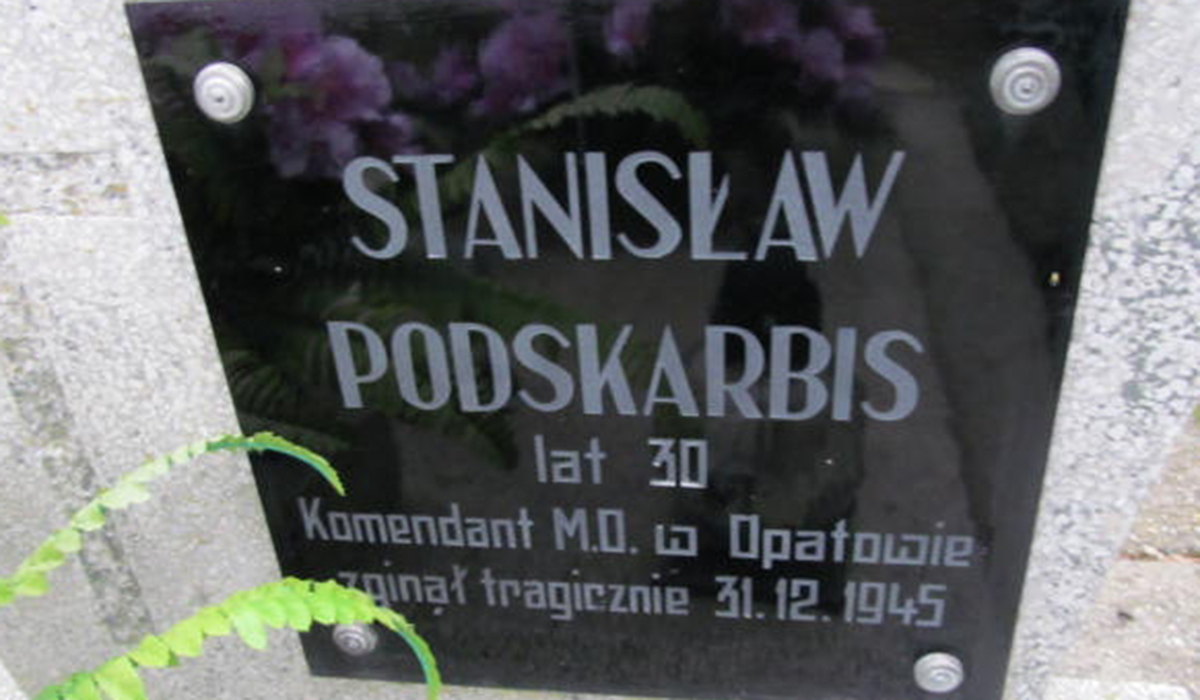 STANISŁAW
PODSKARBIS
lat 30
Komendant M.O. w Opatowie
zginął tragicznie 31.12.1945